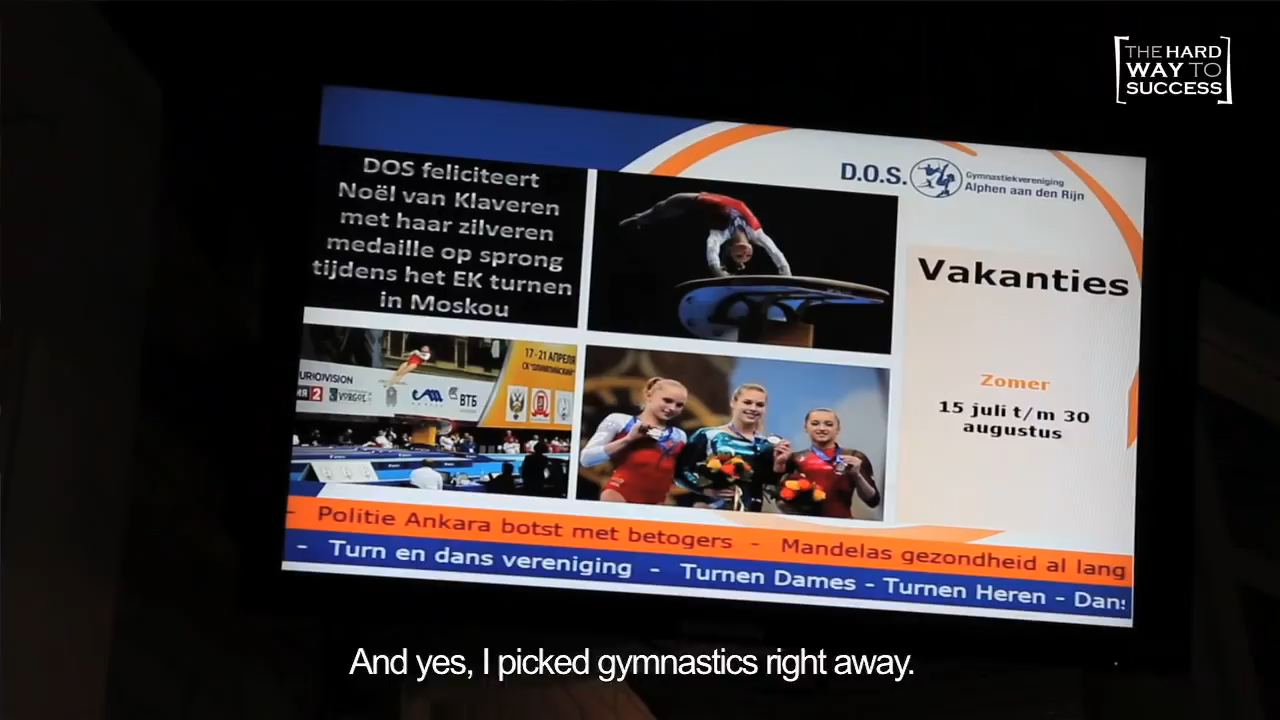 [THE HARD
WAY TO
SUCCESS]
D.O.S.
Gymnastiekvereniging
Alphen aan den Rijn
DOS feliciteert
Noël van Klaveren
met haar zilveren
medaille op sprong
tijdens het EK turnen
in Moskou
Vakanties
Zomer
15 juli t/m 30
augustus
17-21 АПРЕЛЯ
ВТБ
- Politie Ankara botst met betogers - Mandelas gezondheid al lang
- Turn en dans vereniging - Turnen Dames - Turnen Heren - Dans
And yes, I picked gymnastics right away.